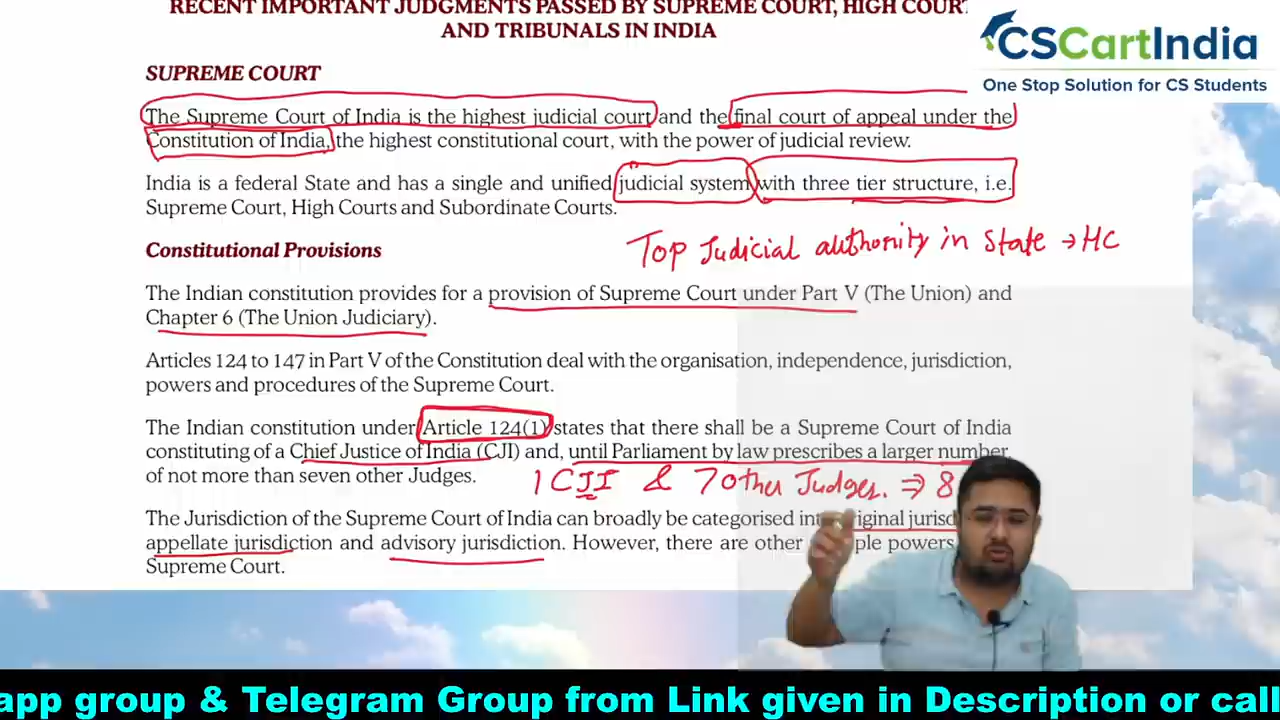 RECENT IMPORTANT JUDGMENTS PASSED BY SUPREME COURT, HIGH COURT
AND TRIBUNALS IN INDIA
CSCartIndia
One Stop Solution for CS Students
SUPREME COURT
The Supreme Court of India is the highest judicial court and the final court of appeal under the
Constitution of India, the highest constitutional court, with the power of judicial review.
India is a federal State and has a single and unified judicial system with three tier structure, i.e.
Supreme Court, High Courts and Subordinate Courts.
Top Judicial authority in State → HC
Constitutional Provisions
The Indian constitution provides for a provision of Supreme Court under Part V (The Union) and
Chapter 6 (The Union Judiciary).
Articles 124 to 147 in Part V of the Constitution deal with the organisation, independence, jurisdiction,
powers and procedures of the Supreme Court.
The Indian constitution under Article 124(1) states that there shall be a Supreme Court of India
constituting of a Chief Justice of India (CJI) and, until Parliament by law prescribes a larger number,
of not more than seven other Judges.
1 CJI & 7 Other Judges. ⇒ 8
The Jurisdiction of the Supreme Court of India can broadly be categorised
appellate jurisdiction and advisory jurisdiction. However, there are other powers
Supreme Court.
app group & Telegram Group from Link given in Description or call